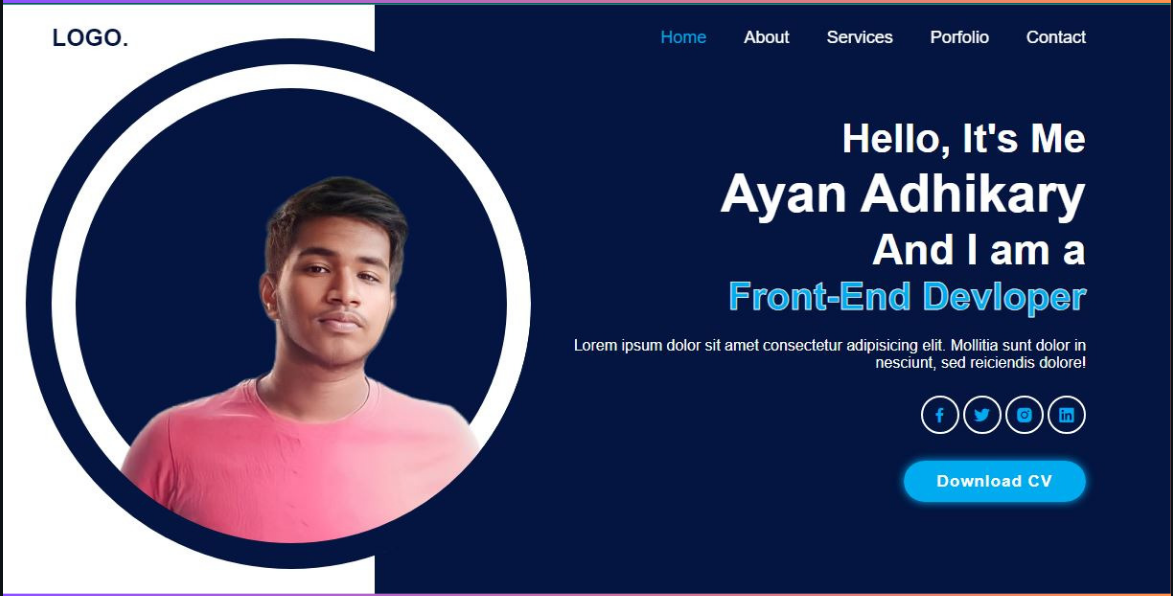 LOGO.
Home About Services Porfolio Contact
Hello, It's Me
Ayan Adhikary
And I am a
Front-End Devloper
Lorem ipsum dolor sit amet consectetur adipisicing elit. Mollitia sunt dolor in
nesciunt, sed reiciendis dolore!
Download CV